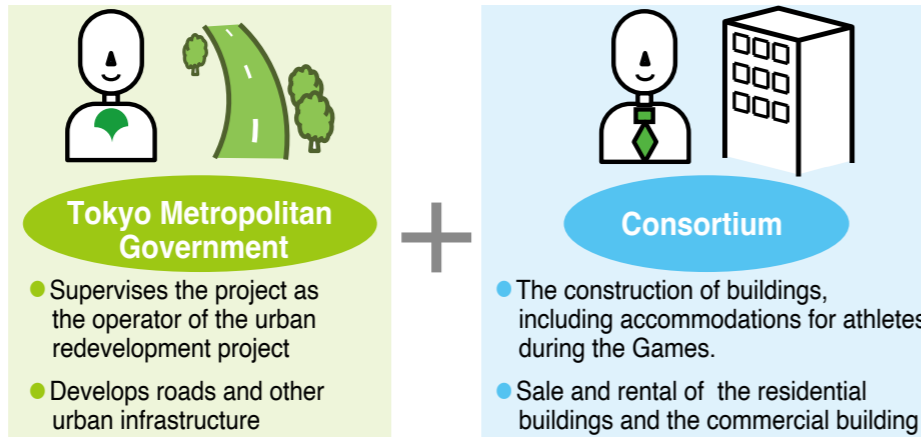 Tokyo Metropolitan
Government
● Supervises the project as
the operator of the urban
redevelopment project
● Develops roads and other
urban infrastructure
+
Consortium
● The construction of buildings,
including accommodations for athletes
during the Games.
● Sale and rental of the residential
buildings and the commercial building